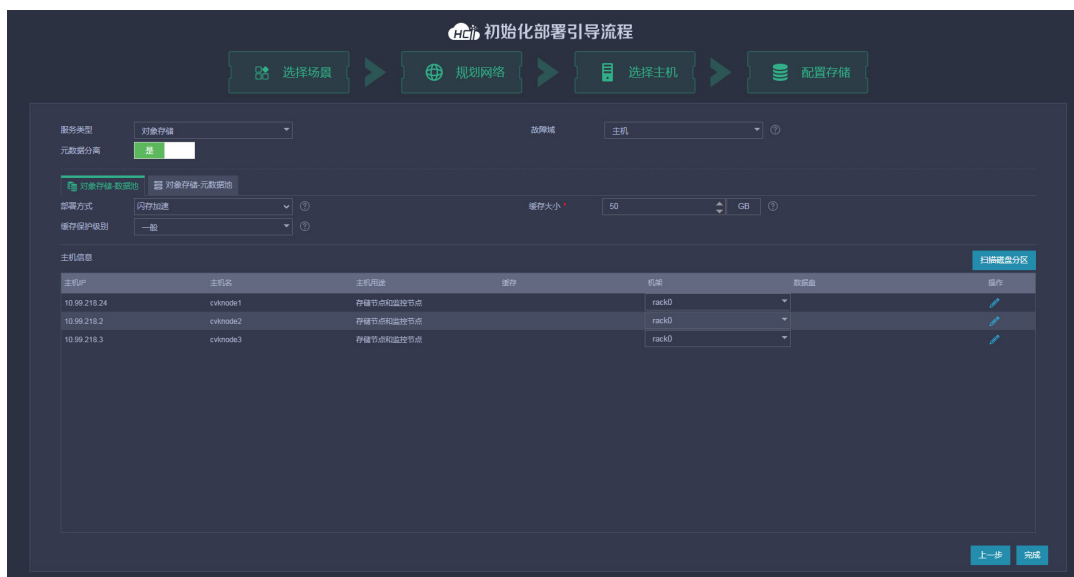 HCI 初始化部署引导流程
选择场景 规划网络 选择主机 配置存储
服务类型 对象存储 故障域 主机
元数据分离 是
对象存储-数据池 对象存储-元数据池
部署方式 闪存加速 缓存大小 * 50 GB
缓存保护级别 一般
主机信息 扫描磁盘分区
主机IP 主机名 主机用途 缓存 机架 数据盘 操作
10.99.218.24 cvknode1 存储节点和监控节点 rack0
10.99.218.2 cvknode2 存储节点和监控节点 rack0
10.99.218.3 cvknode3 存储节点和监控节点 rack0
上一步 完成